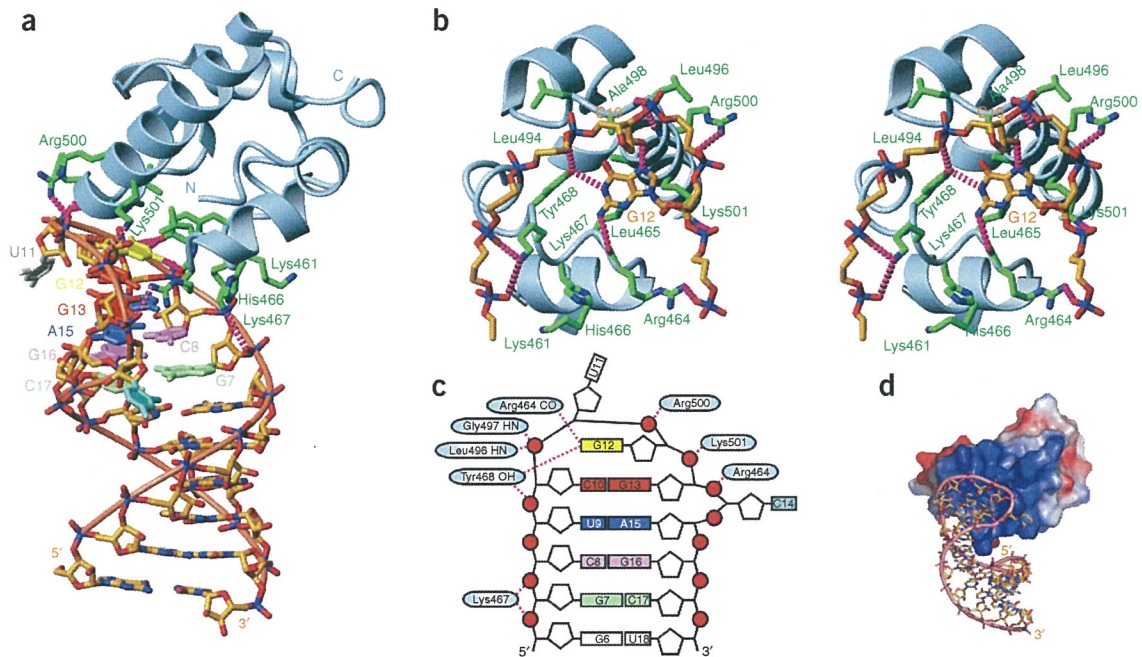 a
C
Arg500
N
Lys501
U11
G12
G13
A15
G16
C17
C8
G7
Lys461
His466
Lys467
5′
3′
b
Ala498
Leu496
Arg500
Leu494
Tyr468
G12
Lys501
Lys467
Leu465
His466
Arg464
Lys461
Leu496
Arg500
Leu494
Tyr468
G12
Lys501
Lys467
Leu465
His466
Arg464
Lys461
c
U11
Arg464 CO
Arg500
Gly497 HN
Leu496 HN
G12
Lys501
Tyr468 OH
Arg464
C10 G13
C14
U9 A15
C8 G16
Lys467
G7 C17
G6 U18
5′ 3′
d
5′
3′